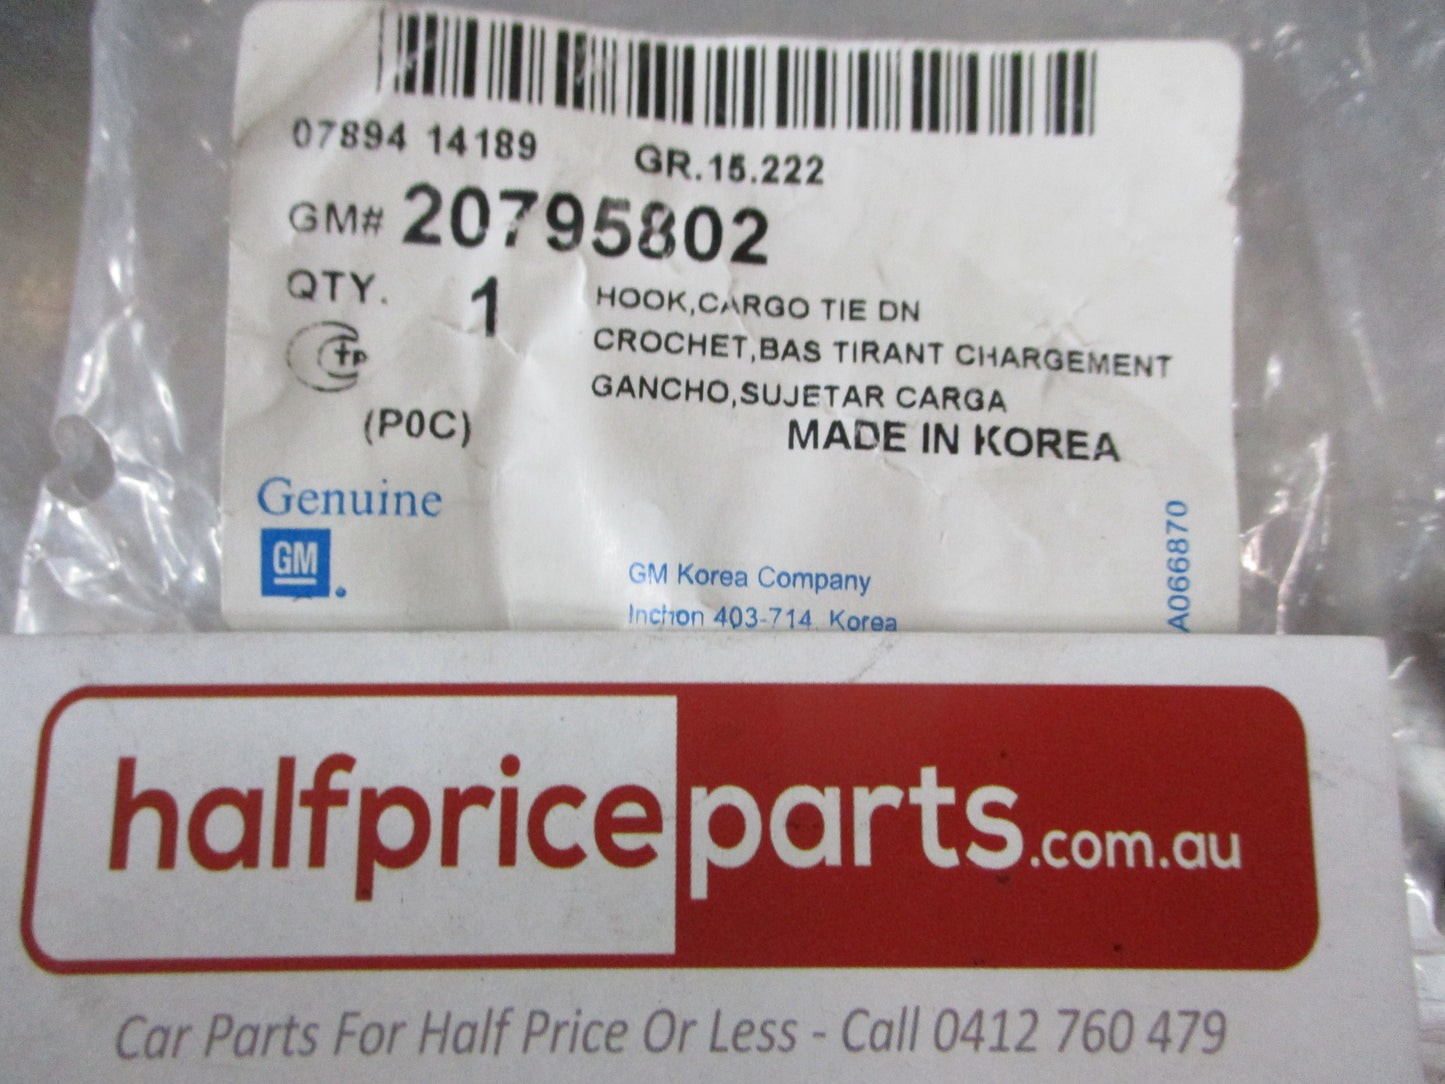 07894 14189 GR.15.222
GM# 20795802
QTY. 1 HOOK,CARGO TIE DN
CROCHET,BAS TIRANT CHARGEMENT
GANCHO,SUJETAR CARGA
(P0C) MADE IN KOREA
Genuine
GM
GM Korea Company
Inchon 403-714, Korea
A066870
halfpriceparts.com.au
Car Parts For Half Price Or Less - Call 0412 760 479